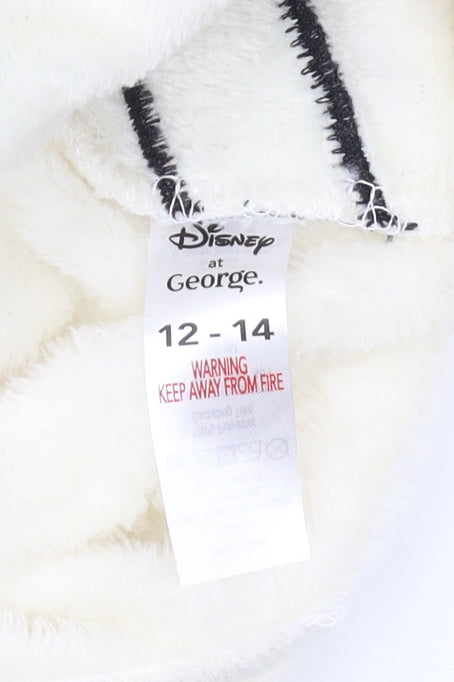 Disney
at
George.
12 - 14
WARNING
KEEP AWAY FROM FIRE